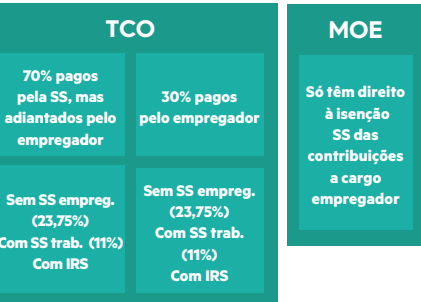 TCO
70% pagos
pela SS, mas
adiantados pelo
empregador
30% pagos
pelo empregador
Sem SS empreg.
(23,75%)
Com SS trab. (11%)
Com IRS
Sem SS empreg.
(23,75%)
Com SS trab.
(11%)
Com IRS
MOE
Só têm direito
à isenção
SS das
contribuições
a cargo
empregador